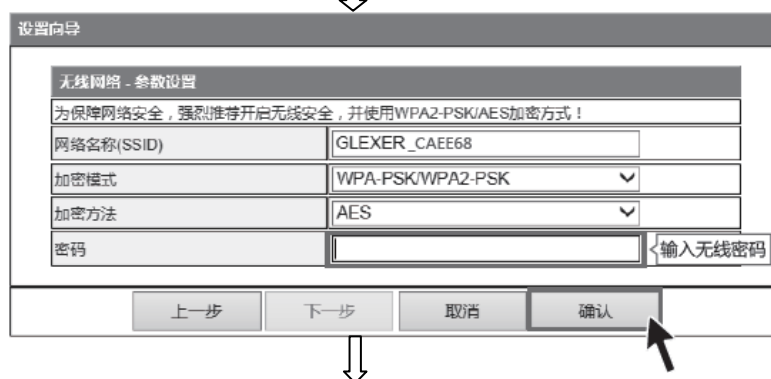 设置向导
无线网络 - 参数设置
为保障网络安全，强烈推荐开启无线安全，并使用WPA2-PSK/AES加密方式！
网络名称(SSID) GLEXER_CAEE68
加密模式 WPA-PSK/WPA2-PSK
加密方法 AES
密码 输入无线密码
上一步 下一步 取消 确认